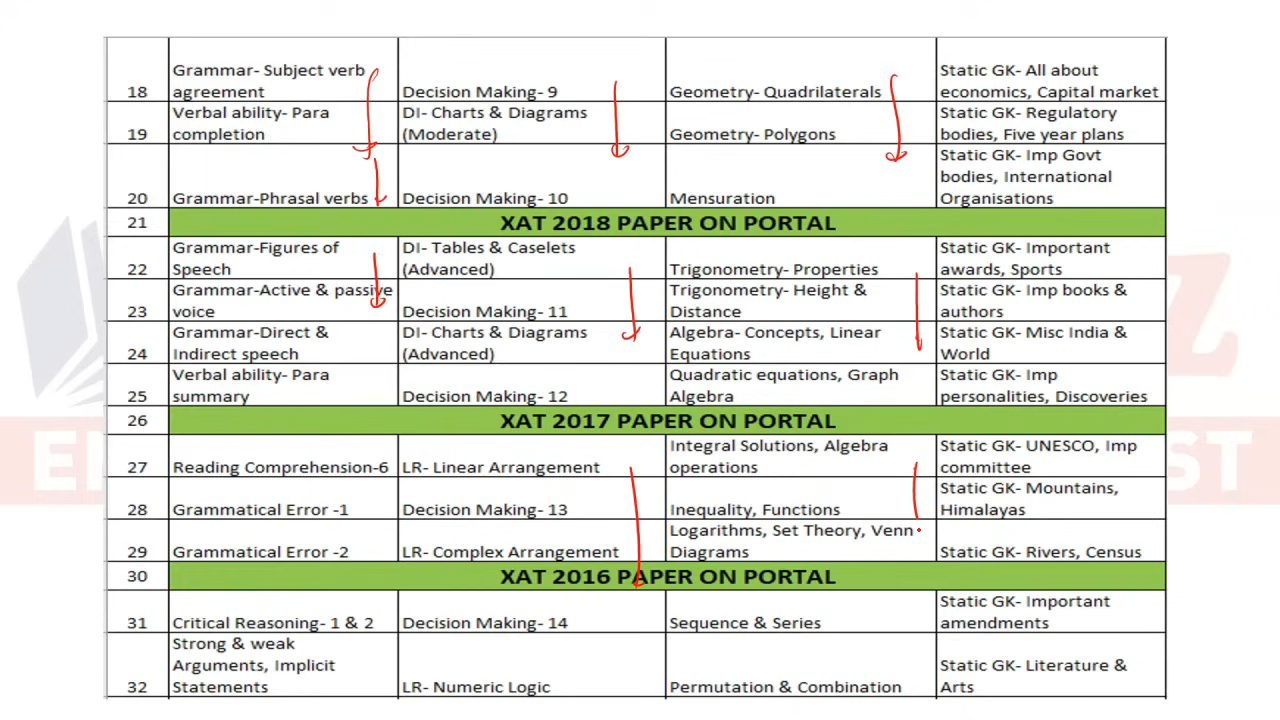 Grammar- Subject verb
agreement
18
Decision Making- 9
Geometry- Quadrilaterals
Static GK- All about
economics, Capital market
Verbal ability- Para
completion
19
DI- Charts & Diagrams
(Moderate)
Geometry- Polygons
Static GK- Regulatory
bodies, Five year plans
20
Grammar-Phrasal verbs
Decision Making- 10
Mensuration
Static GK- Imp Govt
bodies, International
Organisations
21
XAT 2018 PAPER ON PORTAL
22
Grammar-Figures of
Speech
DI- Tables & Caselets
(Advanced)
Trigonometry- Properties
Static GK- Important
awards, Sports
23
Grammar-Active & passive
voice
Decision Making- 11
Trigonometry- Height &
Distance
Static GK- Imp books &
authors
24
Grammar-Direct &
Indirect speech
DI- Charts & Diagrams
(Advanced)
Algebra- Concepts, Linear
Equations
Static GK- Misc India &
World
25
Verbal ability- Para
summary
Decision Making- 12
Quadratic equations, Graph
Algebra
Static GK- Imp
personalities, Discoveries
26
XAT 2017 PAPER ON PORTAL
27
Reading Comprehension-6
LR- Linear Arrangement
Integral Solutions, Algebra
operations
Static GK- UNESCO, Imp
committee
28
Grammatical Error -1
Decision Making- 13
Inequality, Functions
Static GK- Mountains,
Himalayas
29
Grammatical Error -2
LR- Complex Arrangement
Logarithms, Set Theory, Venn
Diagrams
Static GK- Rivers, Census
30
XAT 2016 PAPER ON PORTAL
31
Critical Reasoning- 1 & 2
Decision Making- 14
Sequence & Series
Static GK- Important
amendments
32
Strong & weak
Arguments, Implicit
Statements
LR- Numeric Logic
Permutation & Combination
Static GK- Literature &
Arts